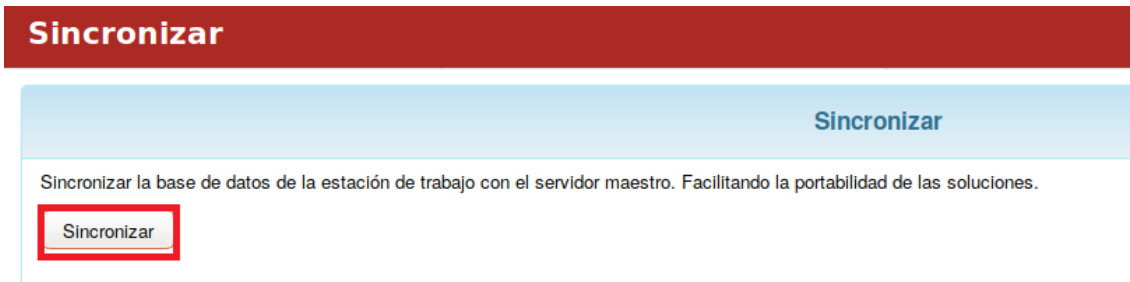 Sincronizar
Sincronizar
Sincronizar la base de datos de la estación de trabajo con el servidor maestro. Facilitando la portabilidad de las soluciones.
Sincronizar